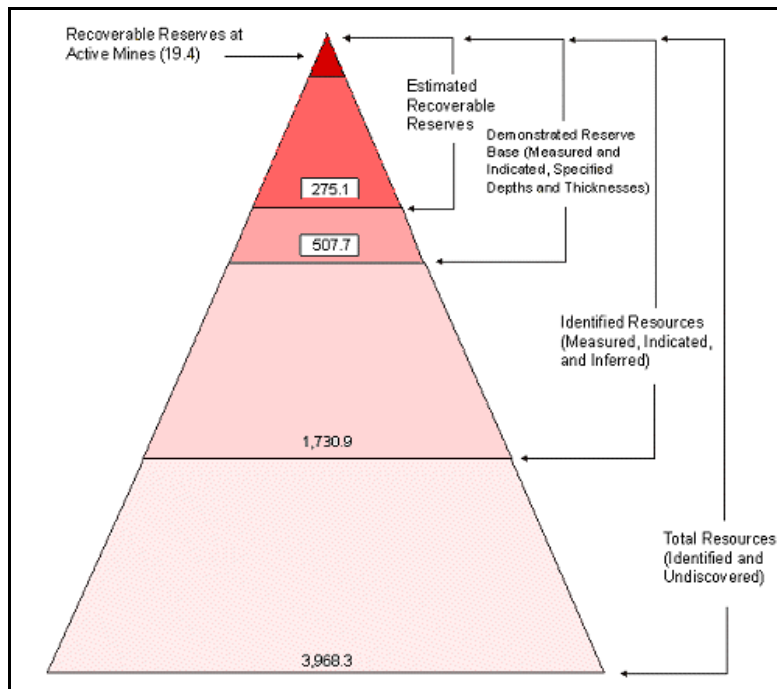 Recoverable Reserves at
Active Mines (19.4)
Estimated
Recoverable
Reserves
Demonstrated Reserve
Base (Measured and
Indicated, Specified
Depths and Thicknesses)
275.1
507.7
Identified Resources
(Measured, Indicated,
and Inferred)
1,730.9
Total Resources
(Identified and
Undiscovered)
3,968.3